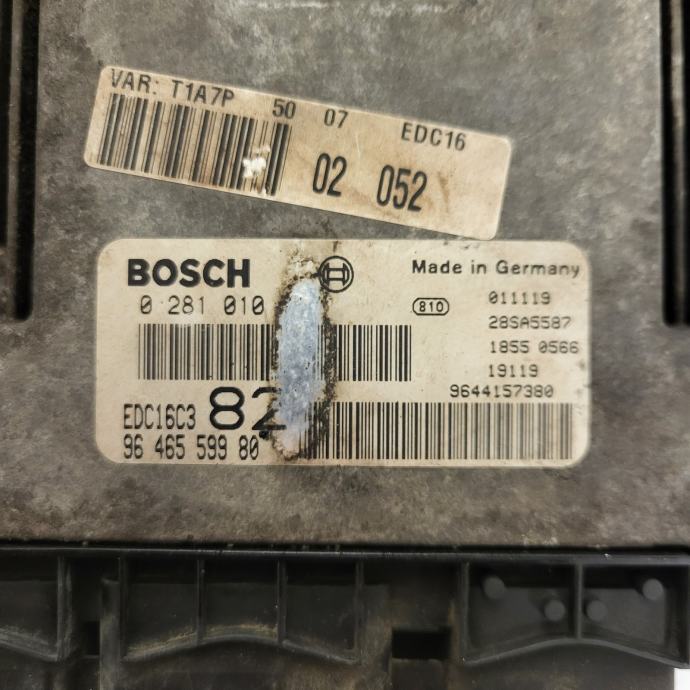 VAR: T1A7P 50 07 EDC16
02 052
BOSCH Made in Germany
0 281 010 810 011119
28SA5587
1855 0566
19119
9644157380
EDC16C3 82
96 465 599 80